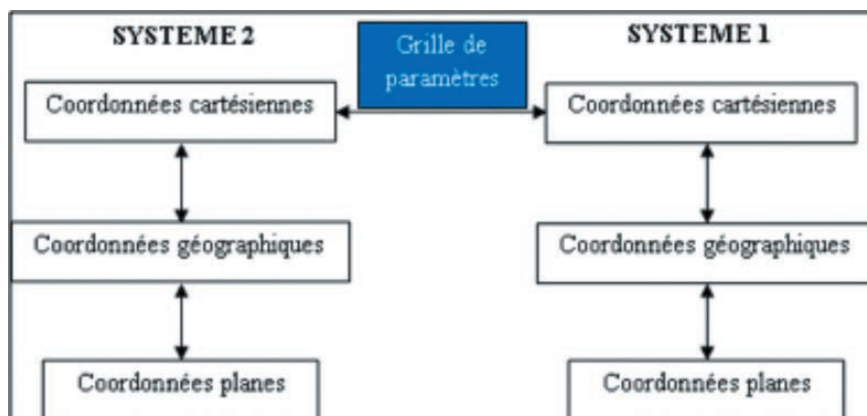 SYSTEME 2
Grille de
paramètres
SYSTEME 1
Coordonnées cartésiennes
Coordonnées cartésiennes
Coordonnées géographiques
Coordonnées géographiques
Coordonnées planes
Coordonnées planes